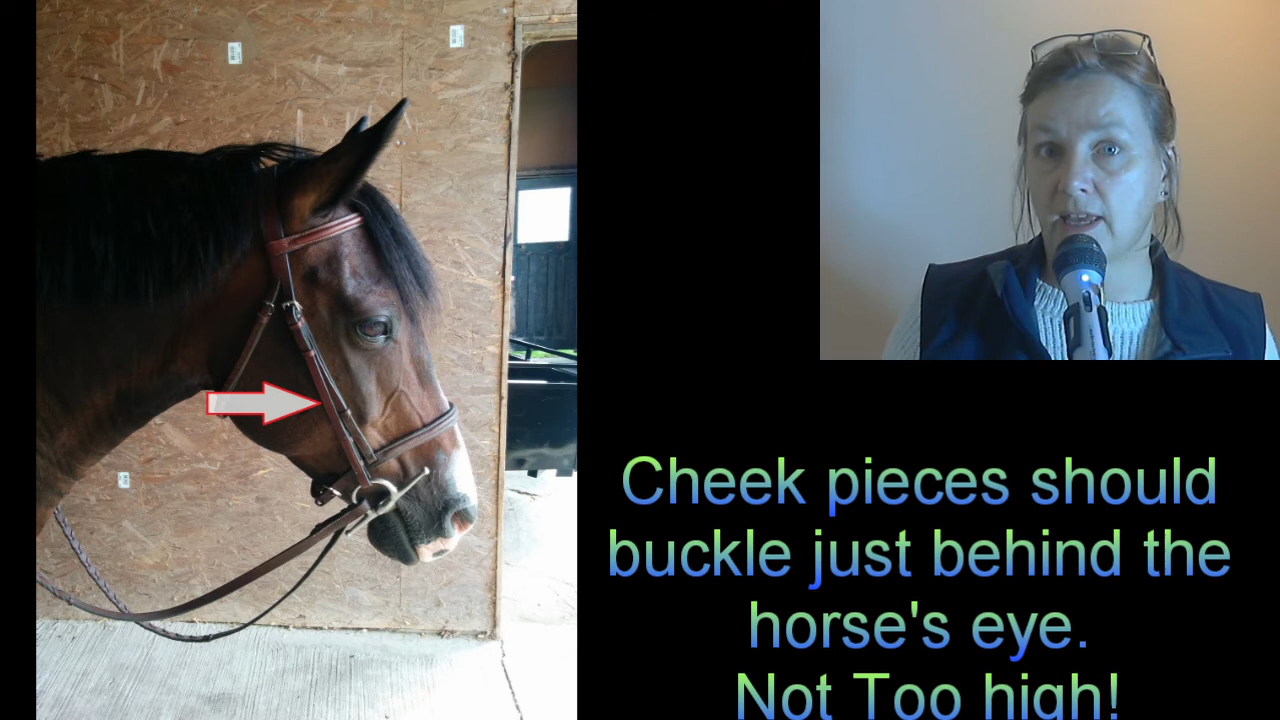 Cheek pieces should
buckle just behind the
horse's eye.
Not Too high!